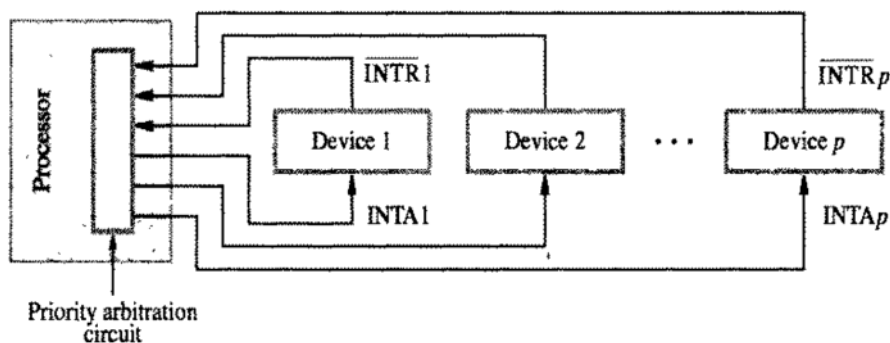 Processor
INTR1
INTRp
Device 1
Device 2
...
Device p
INTA1
INTAp
Priority arbitration
circuit